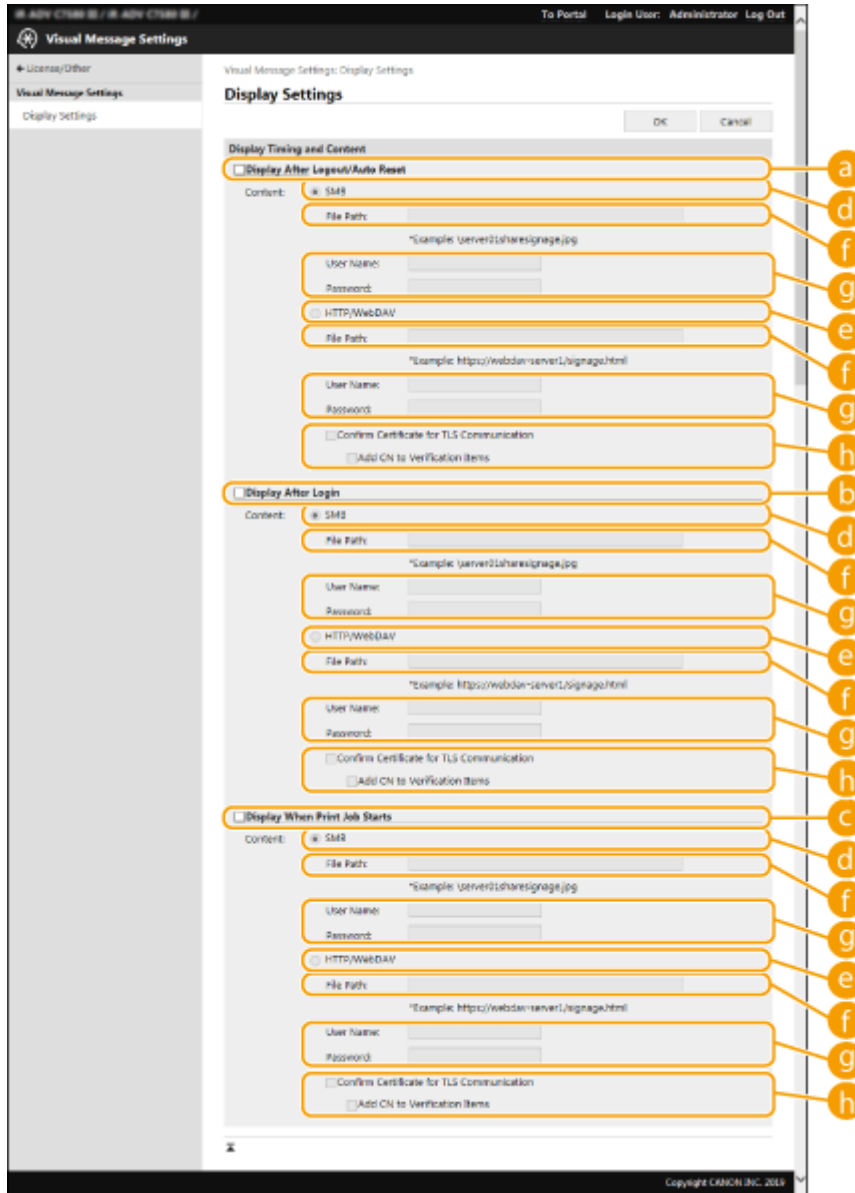 To Portal Login User: Administrator Log Out
Visual Message Settings
License/Other
Visual Message Settings : Display Settings
Visual Message Settings
Display Settings
Display Settings
OK Cancel
Display Timing and Content
Display After Logout/Auto Reset a
Content: SMB d
File Path: f
*Example: \server01\share\signage.jpg
User Name: g
Password:
HTTP/WebDAV e
File Path: f
*Example: https://webdav-server1/signage.html
User Name: g
Password:
Confirm Certificate for TLS Communication h
Add CN to Verification Items
Display After Login b
Content: SMB d
File Path: f
*Example: \server01\share\signage.jpg
User Name: g
Password:
HTTP/WebDAV e
File Path: f
*Example: https://webdav-server1/signage.html
User Name: g
Password:
Confirm Certificate for TLS Communication h
Add CN to Verification Items
Display When Print Job Starts c
Content: SMB d
File Path: f
*Example: \server01\share\signage.jpg
User Name: g
Password:
HTTP/WebDAV e
File Path: f
*Example: https://webdav-server1/signage.html
User Name: g
Password:
Confirm Certificate for TLS Communication h
Add CN to Verification Items
Copyright CANON INC. 2019